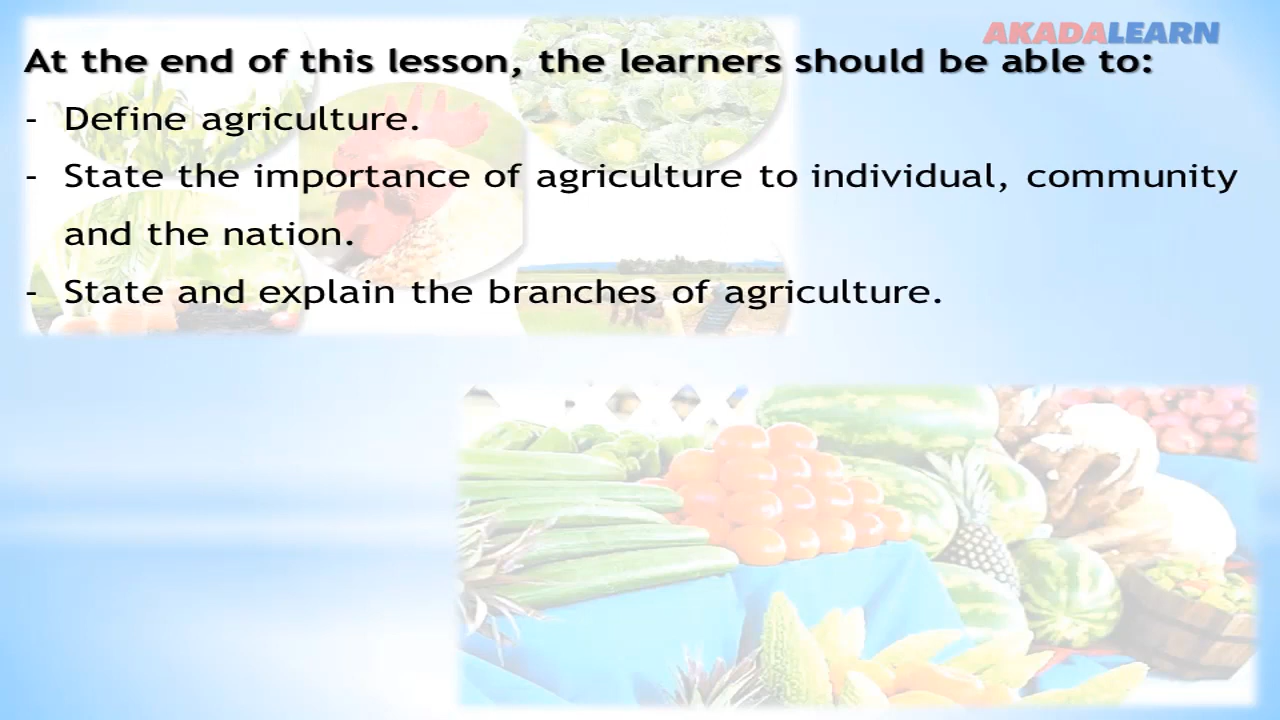 AKADALEARN
At the end of this lesson, the learners should be able to:
- Define agriculture.
- State the importance of agriculture to individual, community
and the nation.
- State and explain the branches of agriculture.